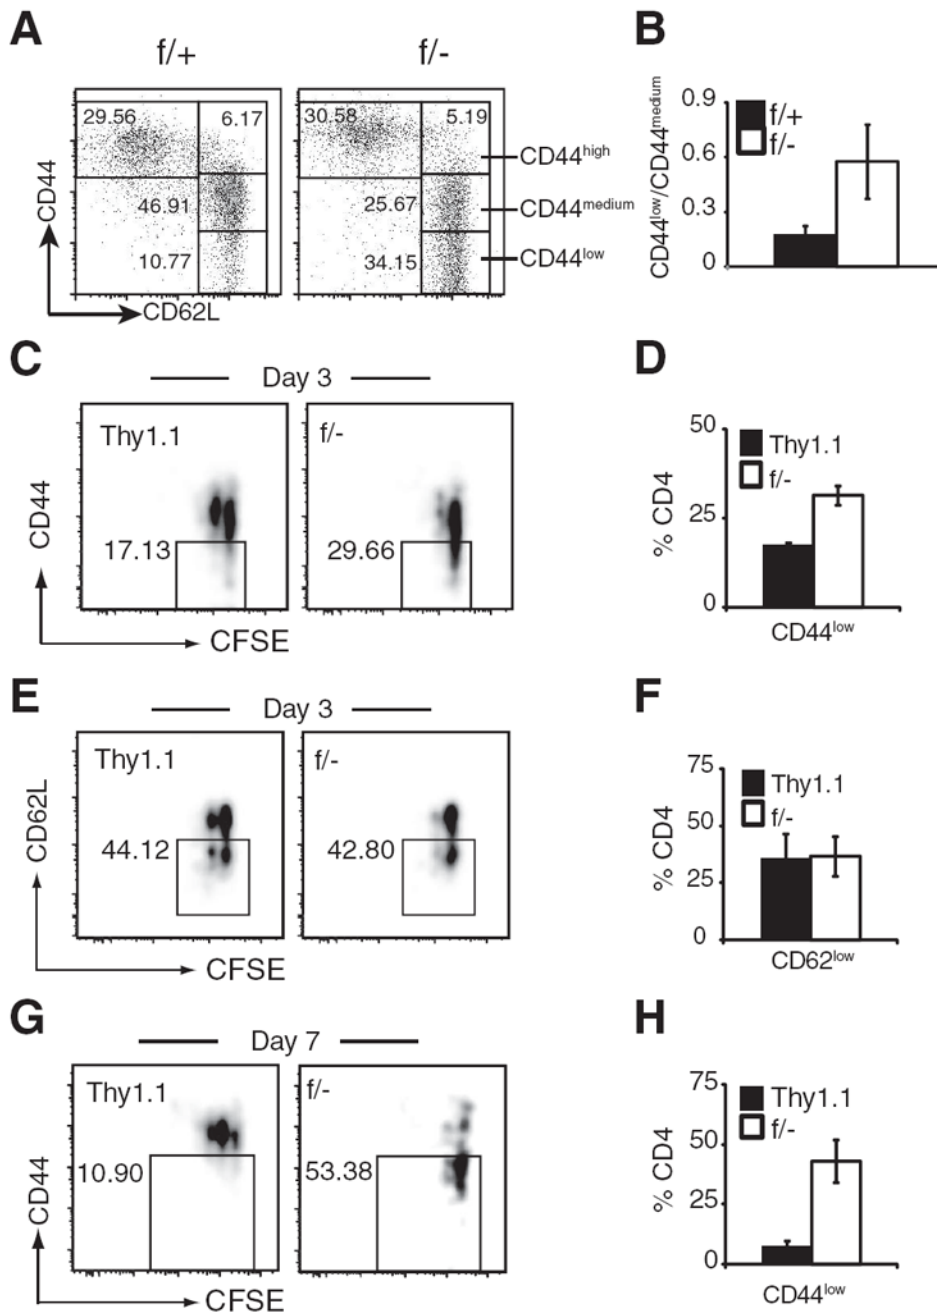 A
f/+
f/-
29.56
6.17
46.91
10.77
30.58
5.19
25.67
34.15
CD44high
CD44medium
CD44low
CD44
CD62L
B
CD44low/CD44medium
0.9
0.6
0.3
0
f/+
f/-
C
Day 3
Thy1.1
17.13
f/-
29.66
CD44
CFSE
D
% CD4
50
25
0
Thy1.1
f/-
CD44low
E
Day 3
Thy1.1
44.12
f/-
42.80
CD62L
CFSE
F
% CD4
75
50
25
0
Thy1.1
f/-
CD62low
G
Day 7
Thy1.1
10.90
f/-
53.38
CD44
CFSE
H
% CD4
75
50
25
0
Thy1.1
f/-
CD44low